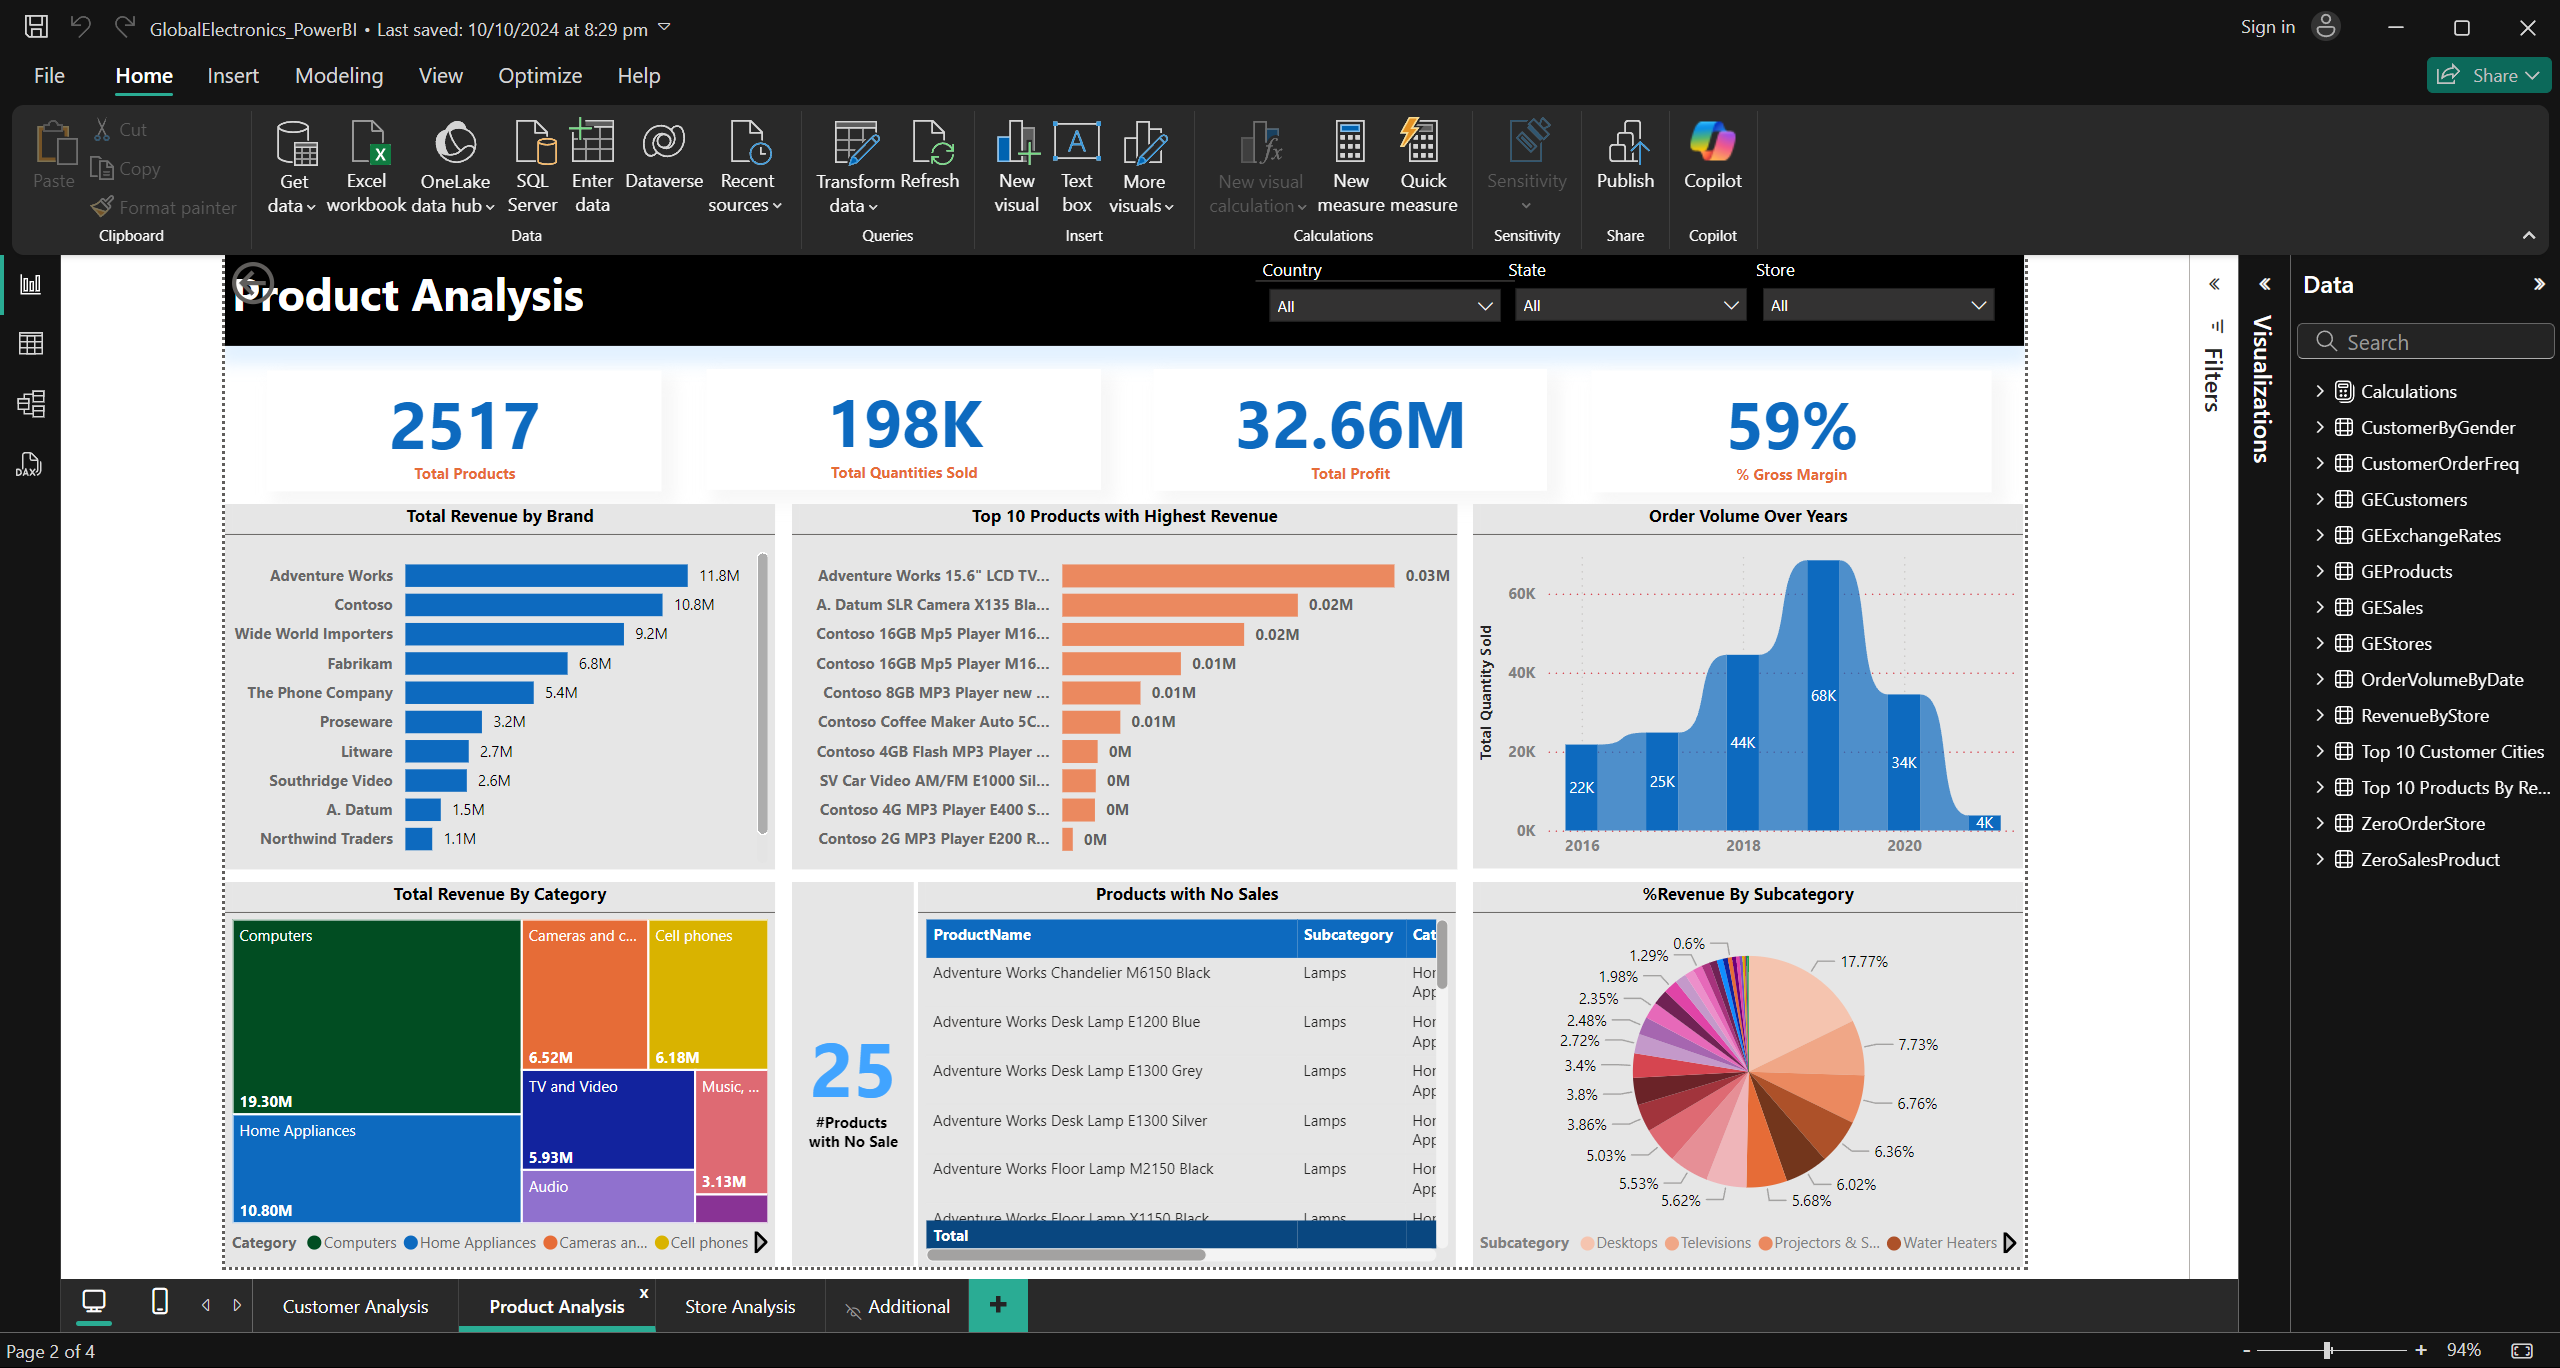 GlobalElectronics_PowerBI • Last saved: 10/10/2024 at 8:29 pm
Sign in
File Home Insert Modeling View Optimize Help
Share
Paste
Cut
Copy
Format painter
Clipboard
Get data
Excel workbook
OneLake data hub
SQL Server
Enter data
Dataverse
Recent sources
Data
Transform data
Refresh
Queries
New visual
Text box
More visuals
Insert
New visual calculation
New measure
Quick measure
Calculations
Sensitivity
Sensitivity
Publish
Share
Copilot
Copilot
DAX
Product Analysis
Country
All
State
All
Store
All
2517
Total Products
198K
Total Quantities Sold
32.66M
Total Profit
59%
% Gross Margin
Total Revenue by Brand
Adventure Works 11.8M
Contoso 10.8M
Wide World Importers 9.2M
Fabrikam 6.8M
The Phone Company 5.4M
Proseware 3.2M
Litware 2.7M
Southridge Video 2.6M
A. Datum 1.5M
Northwind Traders 1.1M
Top 10 Products with Highest Revenue
Adventure Works 15.6" LCD TV... 0.03M
A. Datum SLR Camera X135 Bla... 0.02M
Contoso 16GB Mp5 Player M16... 0.02M
Contoso 16GB Mp5 Player M16... 0.01M
Contoso 8GB MP3 Player new ... 0.01M
Contoso Coffee Maker Auto 5C... 0.01M
Contoso 4GB Flash MP3 Player ... 0M
SV Car Video AM/FM E1000 Sil... 0M
Contoso 4G MP3 Player E400 S... 0M
Contoso 2G MP3 Player E200 R... 0M
Order Volume Over Years
Total Quantity Sold
60K
40K
20K
0K
22K
25K
44K
68K
34K
4K
2016 2018 2020
Total Revenue By Category
Computers
19.30M
Home Appliances
10.80M
Cameras and c...
6.52M
Cell phones
6.18M
TV and Video
5.93M
Music, ...
3.13M
Audio
Category Computers Home Appliances Cameras an... Cell phones
25
#Products
with No Sale
Products with No Sales
ProductName Subcategory Cat
Adventure Works Chandelier M6150 Black Lamps Hor
App
Adventure Works Desk Lamp E1200 Blue Lamps Hor
App
Adventure Works Desk Lamp E1300 Grey Lamps Hor
App
Adventure Works Desk Lamp E1300 Silver Lamps Hor
App
Adventure Works Floor Lamp M2150 Black Lamps Hor
App
Adventure Works Floor Lamp X1150 Black Lamps Hor
Total
%Revenue By Subcategory
17.77%
7.73%
6.76%
6.36%
6.02%
5.68%
5.62%
5.53%
5.03%
3.86%
3.8%
3.4%
2.72%
2.48%
2.35%
1.98%
1.29%
0.6%
Subcategory Desktops Televisions Projectors & S... Water Heaters
Filters
Visualizations
Data
Search
Calculations
CustomerByGender
CustomerOrderFreq
GECustomers
GEExchangeRates
GEProducts
GESales
GEStores
OrderVolumeByDate
RevenueByStore
Top 10 Customer Cities
Top 10 Products By Re...
ZeroOrderStore
ZeroSalesProduct
Customer Analysis
Product Analysis x
Store Analysis
Additional
+
Page 2 of 4
- + 94%